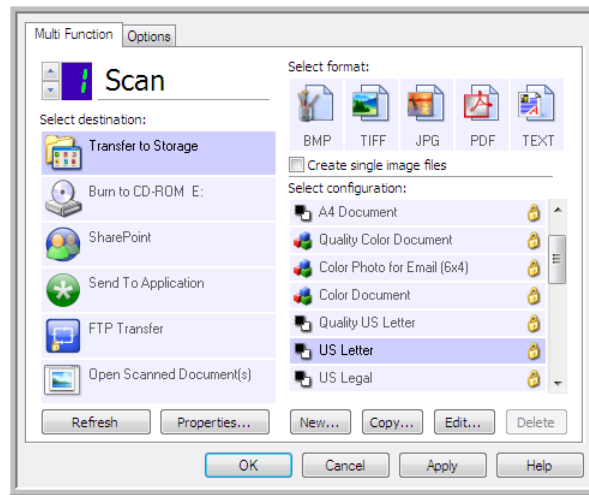 Multi Function
Options
1
Scan
Select destination:
Transfer to Storage
Burn to CD-ROM  E:
SharePoint
Send To Application
FTP Transfer
Open Scanned Document(s)
Refresh
Properties...
Select format:
BMP
TIFF
JPG
PDF
TEXT
Create single image files
Select configuration:
A4 Document
Quality Color Document
Color Photo for Email (6x4)
Color Document
Quality US Letter
US Letter
US Legal
New...
Copy...
Edit...
Delete
OK
Cancel
Apply
Help